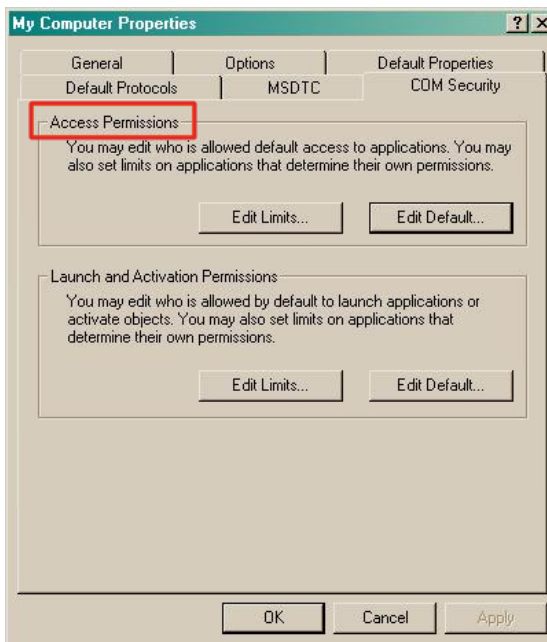 My Computer Properties
General Options Default Properties
Default Protocols MSDTC COM Security
Access Permissions
You may edit who is allowed default access to applications. You may
also set limits on applications that determine their own permissions.
Edit Limits... Edit Default...
Launch and Activation Permissions
You may edit who is allowed by default to launch applications or
activate objects. You may also set limits on applications that
determine their own permissions.
Edit Limits... Edit Default...
OK Cancel Apply